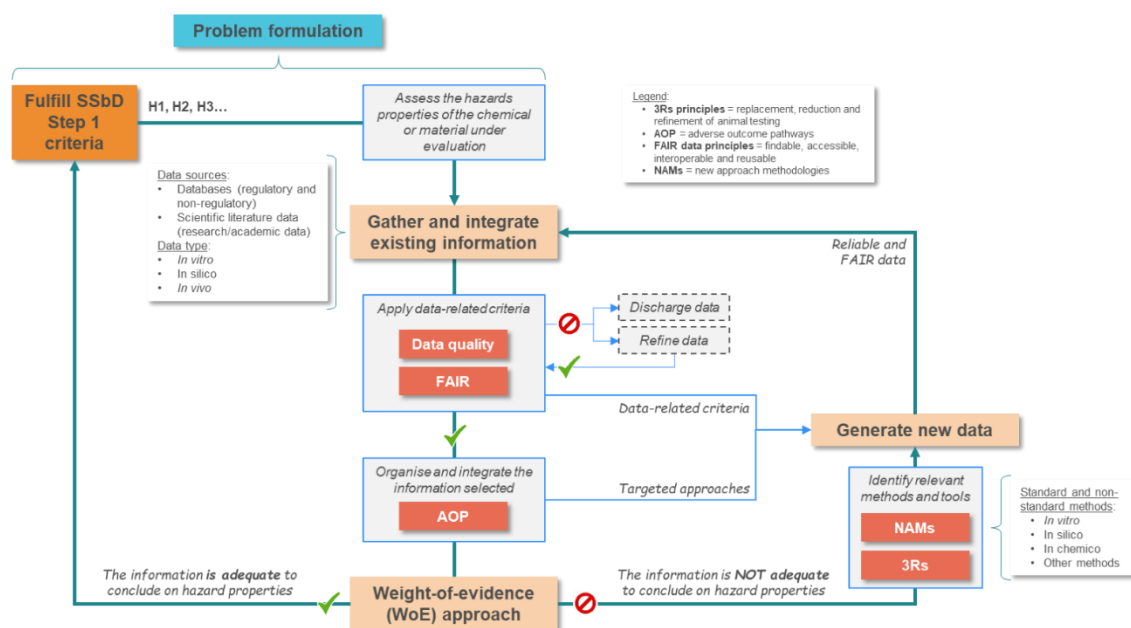 Problem formulation
Fulfill SSbD
Step 1
criteria
H1, H2, H3...
Assess the hazards
properties of the chemical
or material under
evaluation
Legend:
• 3Rs principles = replacement, reduction and
refinement of animal testing
• AOP = adverse outcome pathways
• FAIR data principles = findable, accessible,
interoperable and reusable
• NAMs = new approach methodologies
Data sources:
• Databases (regulatory and
non-regulatory)
• Scientific literature data
(research/academic data)
Data type:
• In vitro
• In silico
• In vivo
Gather and integrate
existing information
Reliable and
FAIR data
Apply data-related criteria
Data quality
FAIR
Discharge data
Refine data
Data-related criteria
Generate new data
Organise and integrate the
information selected
AOP
Targeted approaches
Identify relevant
methods and tools
NAMs
3Rs
Standard and non-
standard methods:
• In vitro
• In silico
• In chemico
• Other methods
The information is adequate to
conclude on hazard properties
Weight-of-evidence
(WoE) approach
The information is NOT adequate
to conclude on hazard properties